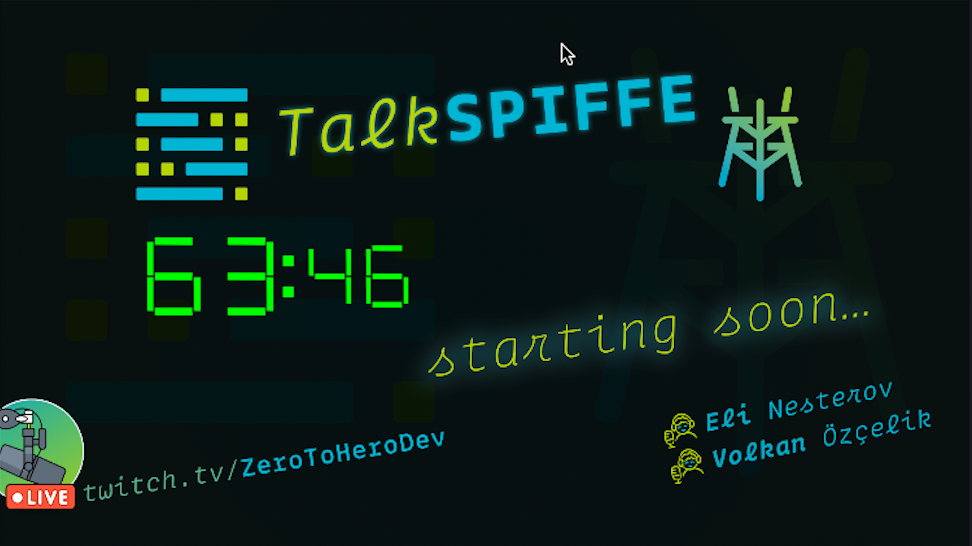 TalkSPIFFE
63:46
starting soon...
Eli Nesterov
Volkan Özçelik
twitch.tv/ZeroToHeroDev
LIVE